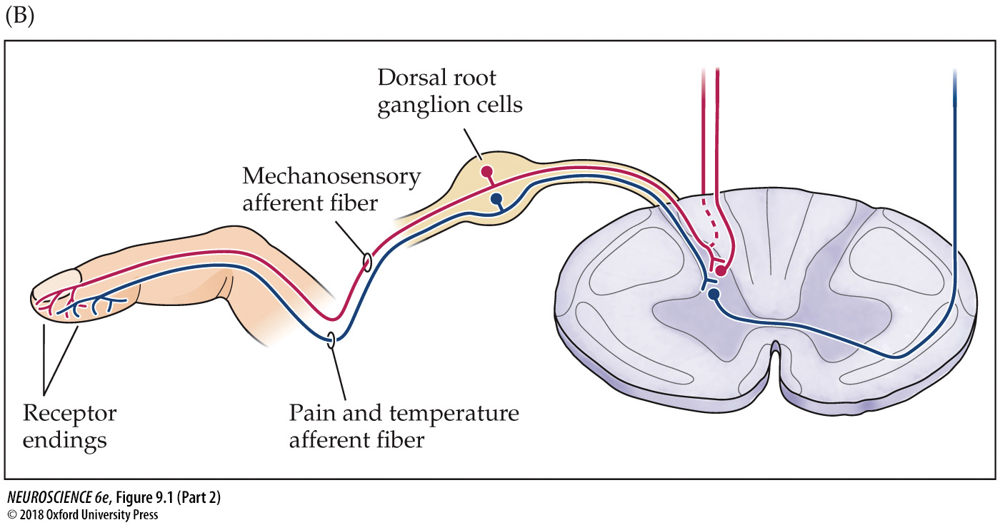 (B)
Dorsal root
ganglion cells
Mechanosensory
afferent fiber
Receptor
endings
Pain and temperature
afferent fiber
NEUROSCIENCE 6e, Figure 9.1 (Part 2)
© 2018 Oxford University Press